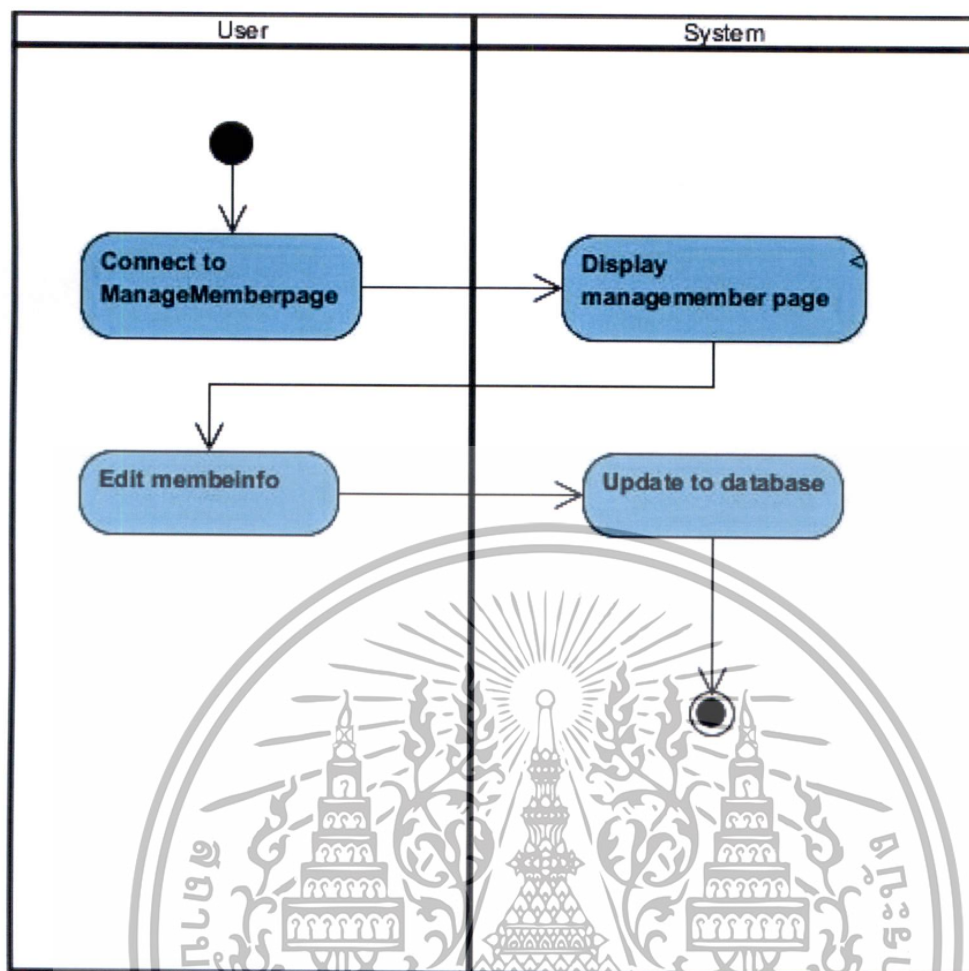 User
System
Connect to
ManageMemberpage
Display
managemember page
Edit membeinfo
Update to database